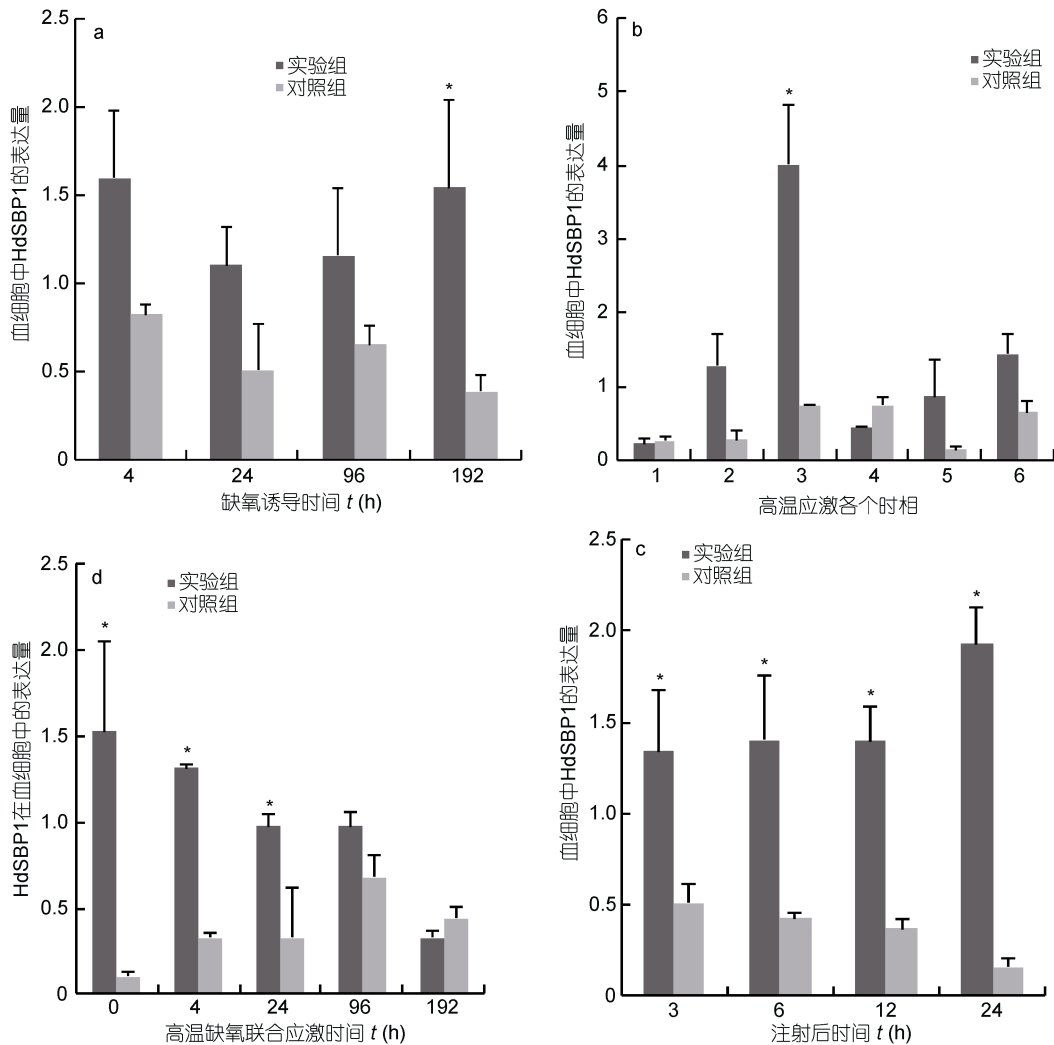 a
实验组
对照组
*
2.5
2.0
1.5
1.0
0.5
0
血细胞中HdSBP1的表达量
4 24 96 192
缺氧诱导时间 t (h)
b
实验组
对照组
*
6
5
4
3
2
1
0
血细胞中HdSBP1的表达量
1 2 3 4 5 6
高温应激各个时相
d
实验组
对照组
*
*
*
2.5
2.0
1.5
1.0
0.5
0
HdSBP1在血细胞中的表达量
0 4 24 96 192
高温缺氧联合应激时间 t (h)
c
实验组
对照组
*
*
*
*
2.5
2.0
1.5
1.0
0.5
0
血细胞中HdSBP1的表达量
3 6 12 24
注射后时间 t (h)